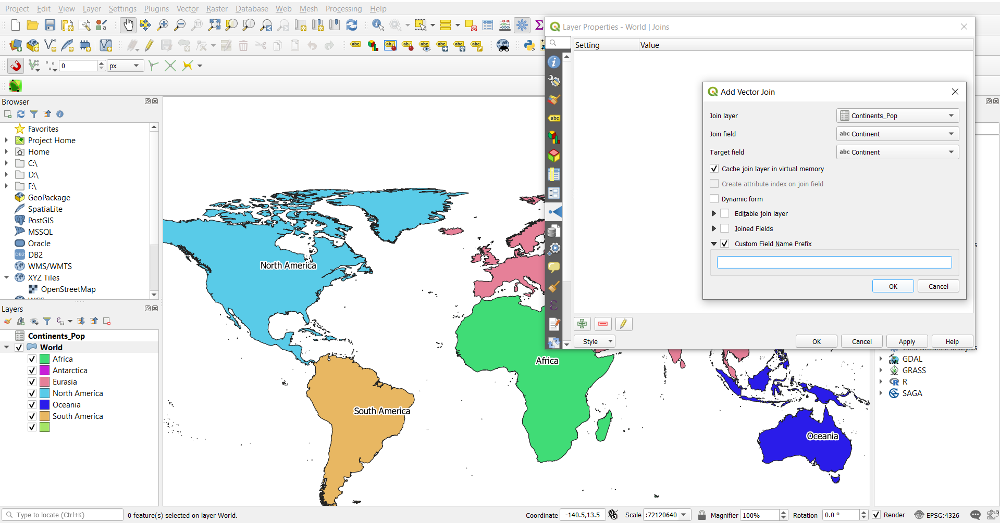 Project Edit View Layer Settings Plugins Vector Raster Database Web Mesh Processing Help
Layer Properties - World | Joins
Setting Value
0 px
Browser
Favorites
Project Home
Home
C:\
D:\
F:\
GeoPackage
SpatiaLite
PostGIS
MSSQL
Oracle
DB2
WMS/WMTS
XYZ Tiles
OpenStreetMap
Layers
Continents_Pop
World
Africa
Antarctica
Eurasia
North America
Oceania
South America
North America
South America
Africa
Oceania
Add Vector Join
Join layer Continents_Pop
Join field abc Continent
Target field abc Continent
Cache join layer in virtual memory
Create attribute index on join field
Dynamic form
Editable join layer
Joined Fields
Custom Field Name Prefix
OK Cancel
Style OK Cancel Apply Help
GDAL
GRASS
R
SAGA
Type to locate (Ctrl+K) 0 feature(s) selected on layer World. Coordinate -140.5,13.5 Scale :72120640 Magnifier 100% Rotation 0.0 ° Render EPSG:4326